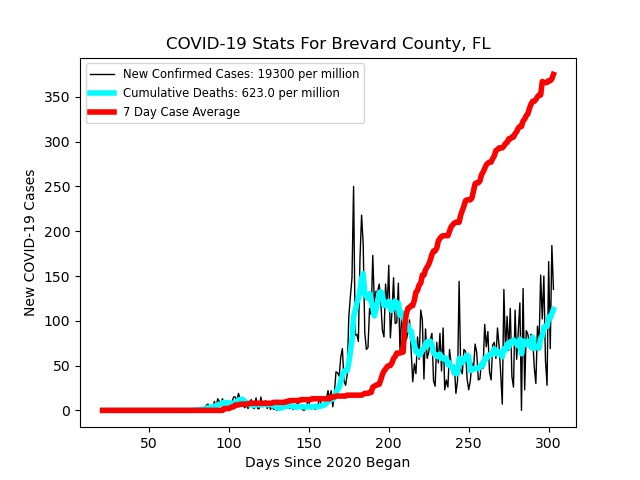 COVID-19 Stats For Brevard County, FL
New Confirmed Cases: 19300 per million
Cumulative Deaths: 623.0 per million
7 Day Case Average
350
300
250
200
150
100
50
0
New COVID-19 Cases
50 100 150 200 250 300
Days Since 2020 Began